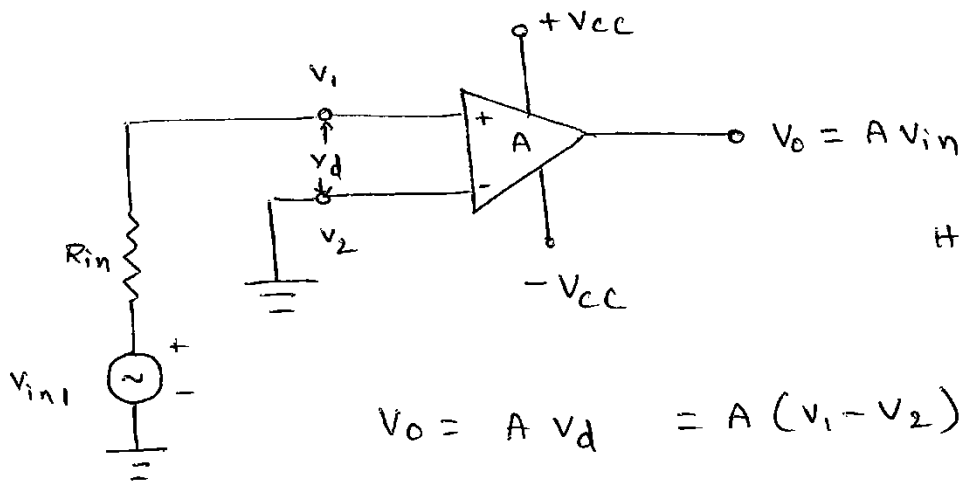 + Vcc
V1
+
A
Vo = A Vin
Vd
-
V2
H
Rin
- Vcc
+
Vin1
~
-
Vo = A Vd = A (V1 - V2)